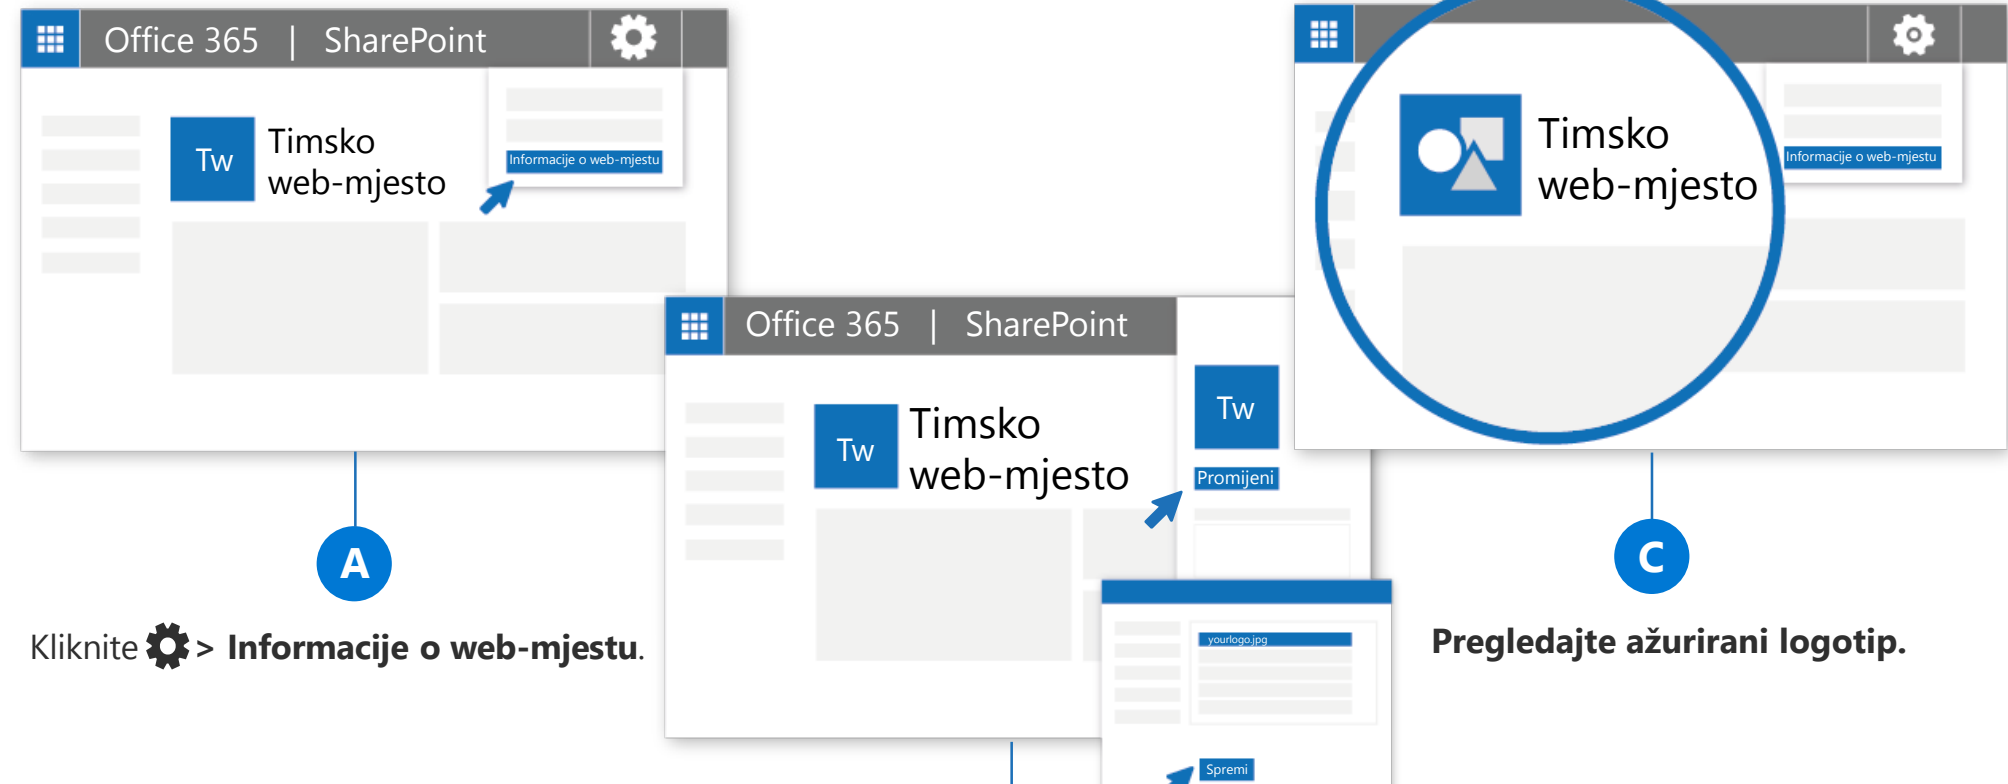 Office 365 | SharePoint
Informacije o web-mjestu
Tw
Timsko
web-mjesto
A
Kliknite > Informacije o web-mjestu.
Office 365 | SharePoint
Tw
Timsko
web-mjesto
Tw
Promijeni
yourlogo.jpg
Spremi
Timsko
web-mjesto
Informacije o web-mjestu
C
Pregledajte ažurirani logotip.